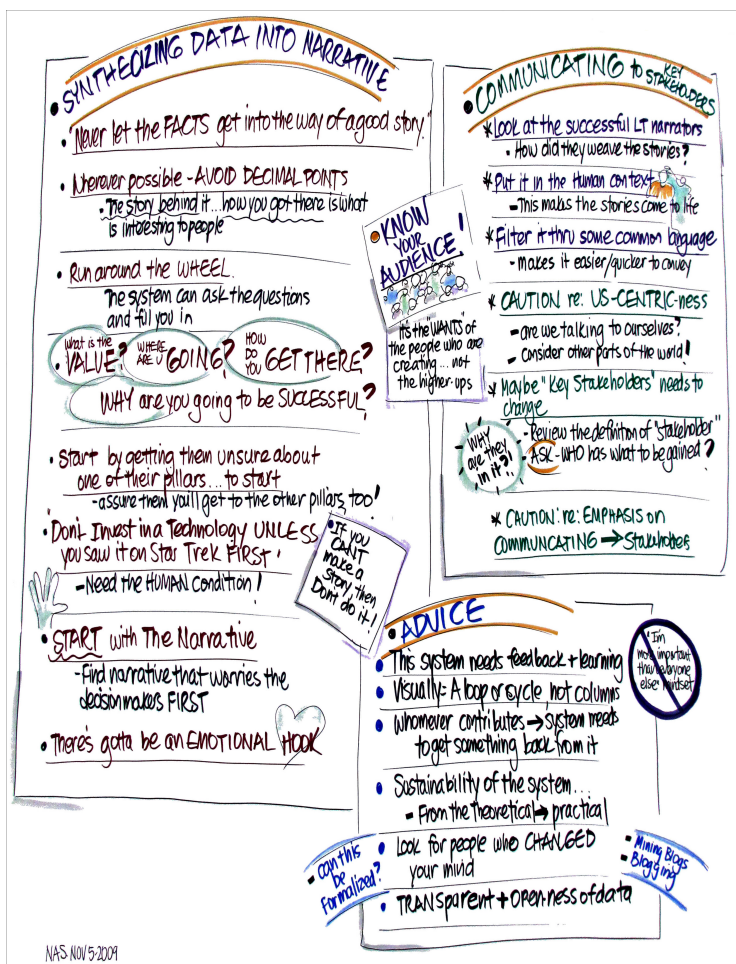 • SYNTHECIZING DATA INTO NARRATIVE
• "Never let the FACTS get into the way of a good story."
• Wherever possible - AVOID DECIMAL POINTS
• The story behind it... how you got there is what
is interesting to people
• Run around the WHEEL.
The system can ask the questions
and fill you in
• What is the VALUE? WHERE ARE U GOING? HOW DO YOU GET THERE?
WHY are you going to be SUCCESSFUL?
• Start by getting them unsure about
one of their pillars... to start
- assure them you'll get to the other pillars, too!
• Don't Invest in a Technology UNLESS
you saw it on Star Trek FIRST!
- Need the HUMAN Condition!
• START with The Narrative
- Find narrative that worries the
decision makers FIRST
• There's gotta be an EMOTIONAL HOOK
• If you
CAN'T
make a
story, then
Don't do it!
• KNOW
YOUR
AUDIENCE!
It's the "WANTS" of
the people who are
creating... not
the higher-ups
• COMMUNICATING to KEY STAKEHOLDERS
* Look at the successful LT narrators
• How did they weave the stories?
* Put it in the Human context
- This makes the stories come to life
* Filter it thru some common language
- makes it easier/quicker to convey
* CAUTION re: US-CENTRIC-ness
- are we talking to ourselves?
- Consider other parts of the world!
* Maybe "Key Stakeholders" needs to
change
- Review the definition of "stakeholder"
- ASK - WHO has what to be gained?
WHY
are they
in it?!
* CAUTION: re: EMPHASIS on
COMMUNCATING → Stakeholders
• ADVICE
• This system needs feedback + learning
• Visually: A loop or cycle, not columns
• Whomever contributes → system needs
to get something back from it
• Sustainability of the system...
- From the theoretical → practical
• Look for people who CHANGED
your mind
• TRANSparent + OPEN-ness of data
"I'm
more important
than everyone
else" mindset
- Can this
be
Formalized?
- Mining Blogs
- Blogging
NAS. NOV 5-2009